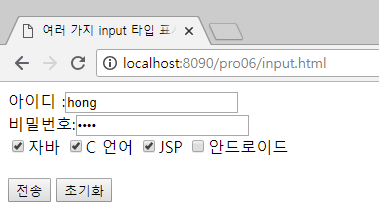 여러 가지 input 타입 표
localhost:8090/pro06/input.html
아이디 :hong
비밀번호:••••
자바 C 언어 JSP 안드로이드
전송 초기화